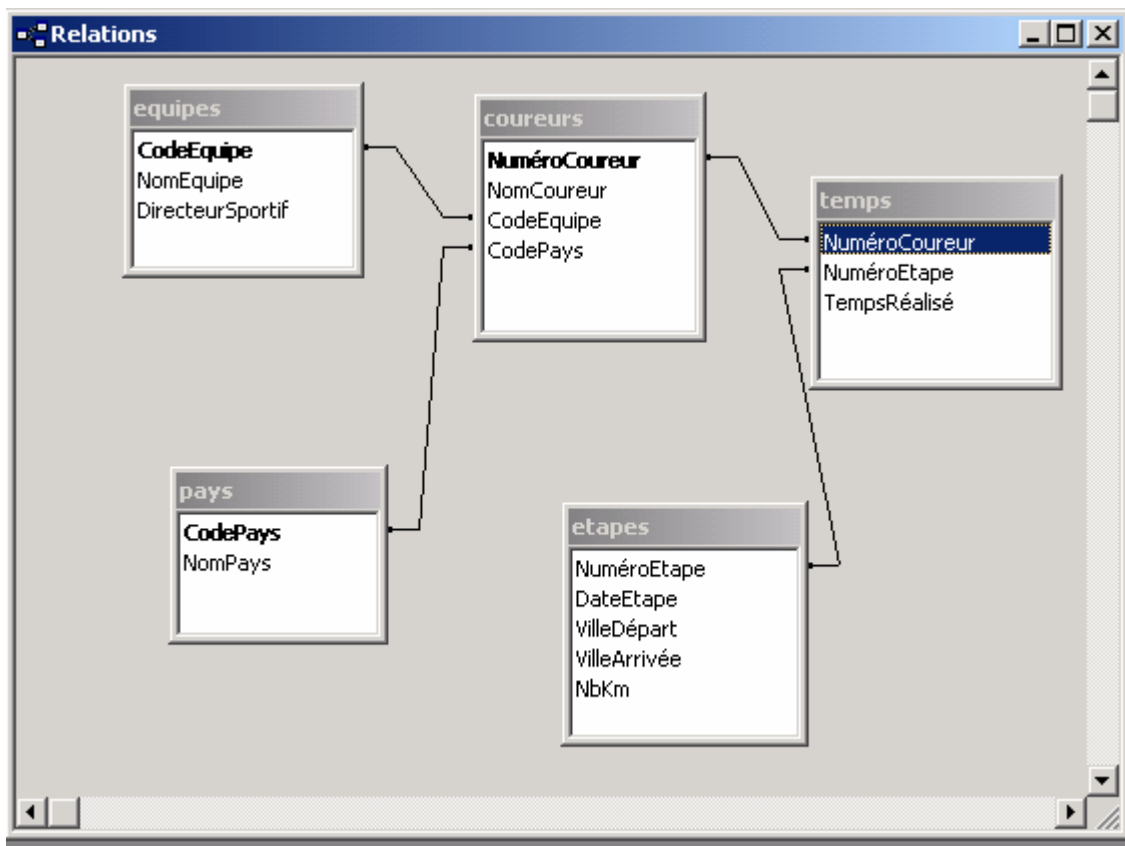 Relations
equipes
CodeEquipe
NomEquipe
DirecteurSportif
coureurs
NuméroCoureur
NomCoureur
CodeEquipe
CodePays
temps
NuméroCoureur
NuméroEtape
TempsRéalisé
pays
CodePays
NomPays
etapes
NuméroEtape
DateEtape
VilleDépart
VilleArrivée
NbKm